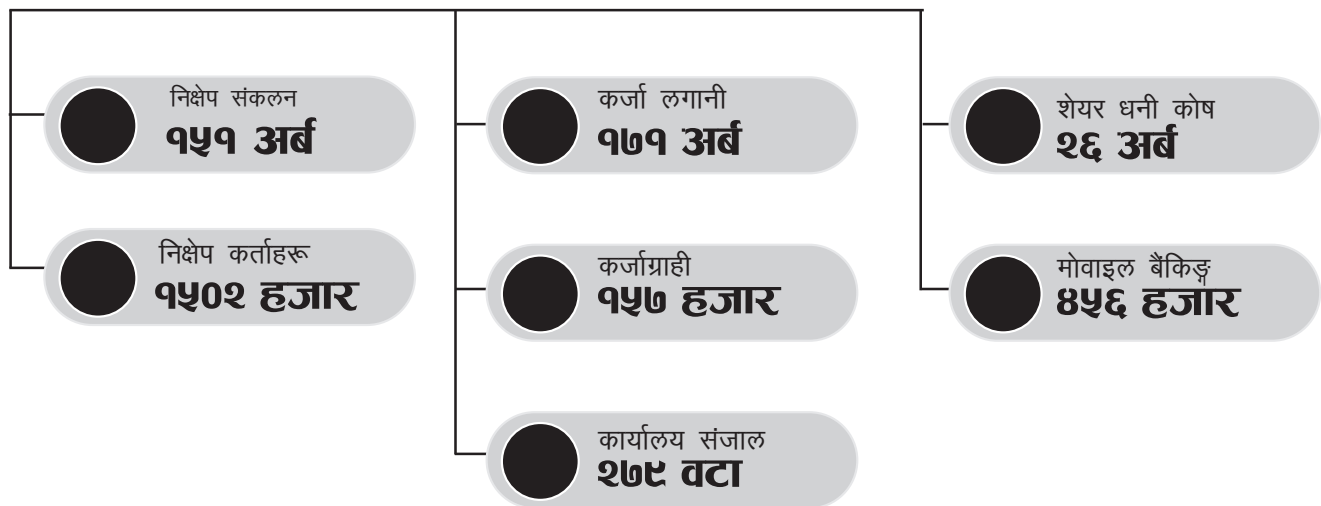 निक्षेप संकलन
१५१ अर्ब
निक्षेप कर्ताहरू
१५०२ हजार
कर्जा लगानी
१७१ अर्ब
कर्जाग्राही
१५७ हजार
कार्यालय संजाल
२७९ वटा
शेयर धनी कोष
२६ अर्ब
मोवाइल बैंकिङ्ग
४५६ हजार